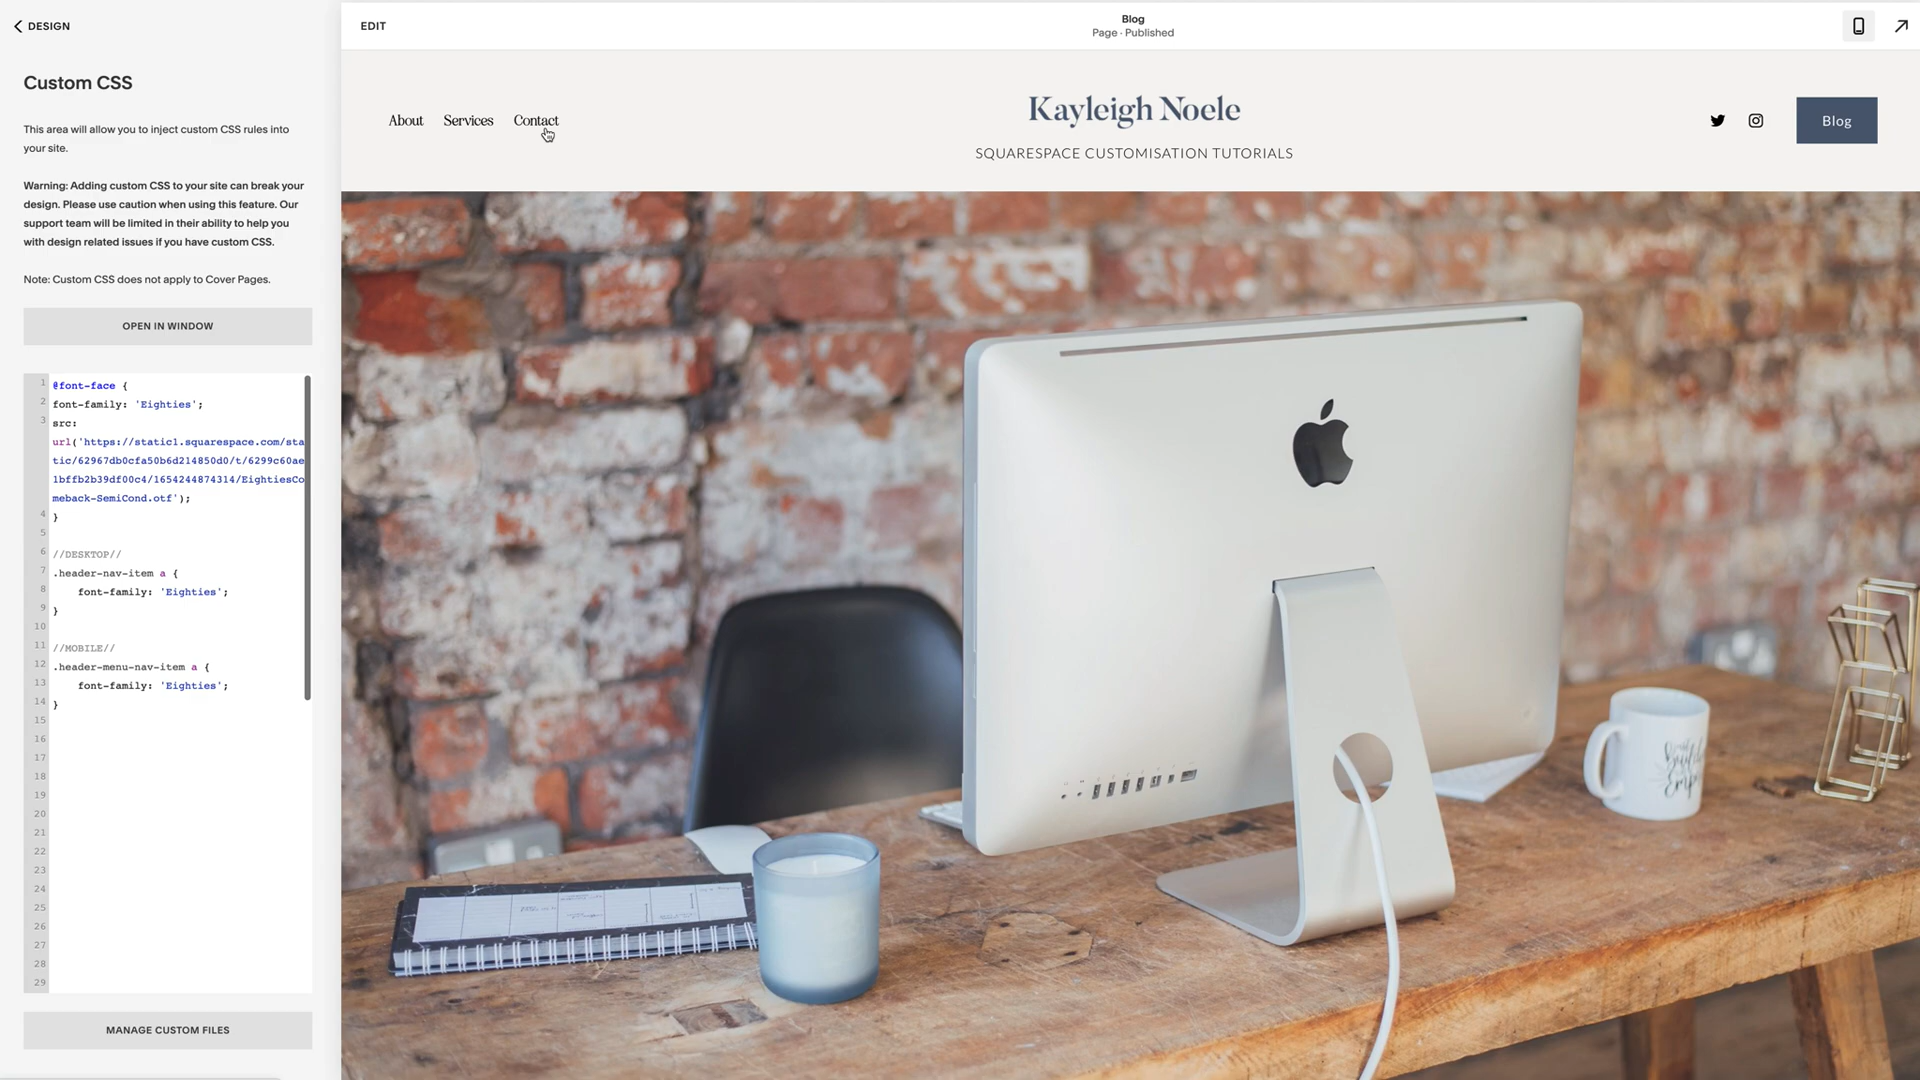 DESIGN
Custom CSS
This area will allow you to inject custom CSS rules into
your site.
Warning: Adding custom CSS to your site can break your
design. Please use caution when using this feature. Our
support team will be limited in their ability to help you
with design related issues if you have custom CSS.
Note: Custom CSS does not apply to Cover Pages.
OPEN IN WINDOW
1 @font-face {
2 font-family: 'Eighties';
3 src:
url('https://static1.squarespace.com/sta
tic/62967db0cfa50b6d214850d0/t/6299c60ae
1bffb2b39df00c4/1654244874314/EightiesCo
meback-SemiCond.otf');
4 }
5
6 //DESKTOP//
7 .header-nav-item a {
8 font-family: 'Eighties';
9 }
10
11 //MOBILE//
12 .header-menu-nav-item a {
13 font-family: 'Eighties';
14 }
15
16
17
18
19
20
21
22
23
24
25
26
27
28
29
MANAGE CUSTOM FILES
EDIT
Blog
Page · Published
About Services Contact
Kayleigh Noele
SQUARESPACE CUSTOMISATION TUTORIALS
Blog